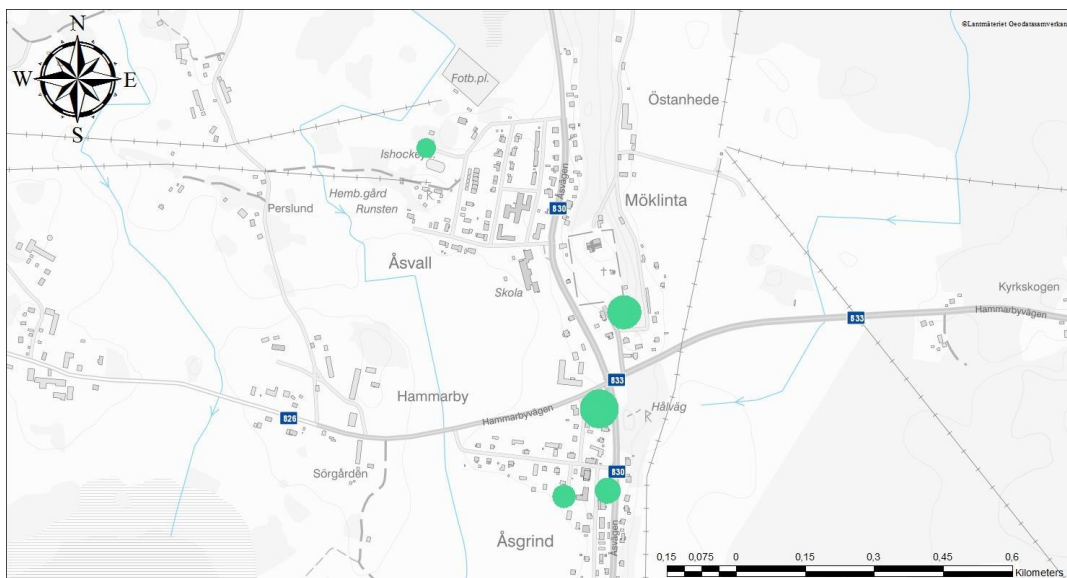 N
©Lantmäteriet Geodatasamverkan
W E
S
Fotb.pl.
Östanhede
Ishockey
Åsvägen
Hemb.gård
Runsten
Perslund
830
Möklinta
Åsvall
Skola
Kyrkskogen
Hammarbyvägen
833
833
Hammarby
Hålväg
Hammarbyvägen
826
Sörgården
830
Åsgrind
Åsvägen
0,15 0,075 0 0,15 0,3 0,45 0,6
Kilometers